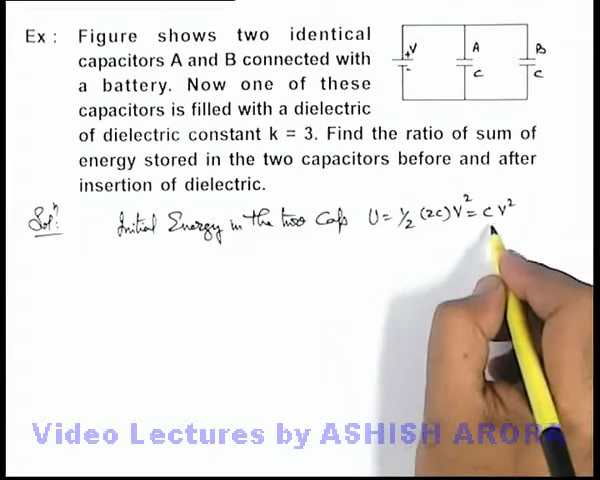 Ex : Figure shows two identical
capacitors A and B connected with
a battery. Now one of these
capacitors is filled with a dielectric
of dielectric constant k = 3. Find the ratio of sum of
energy stored in the two capacitors before and after
insertion of dielectric.
+V
-
A
C
B
C
Solⁿ: Initial Energy in the two Caps U = 1/2 (2C) V² = C V²
Video Lectures by ASHISH ARORA